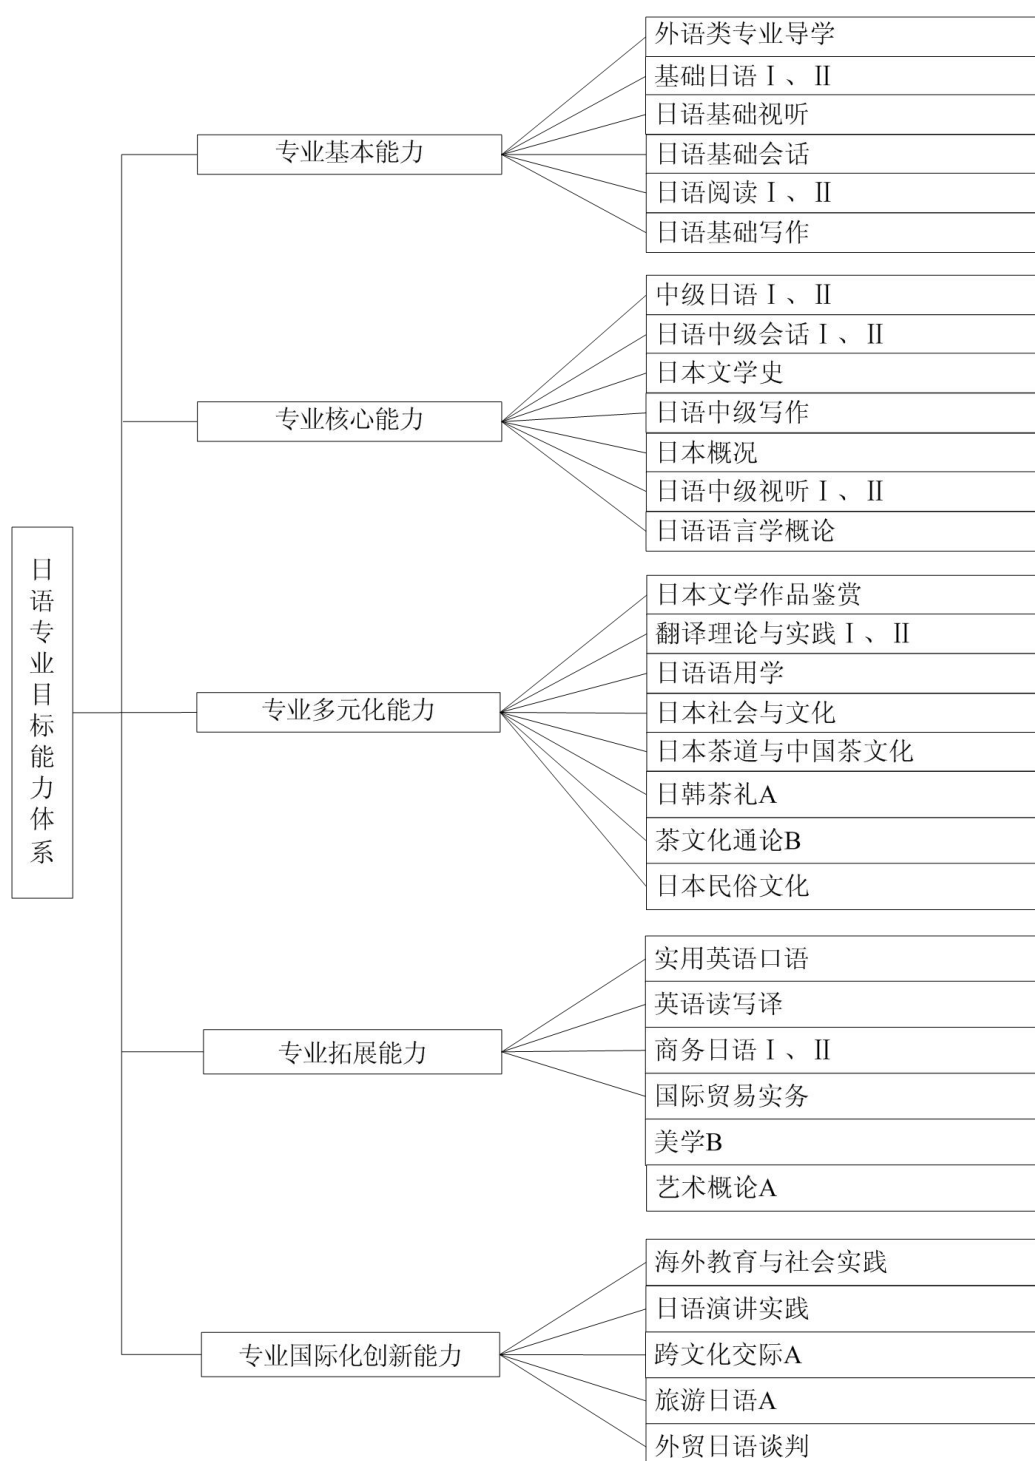 日语专业目标能力体系
专业基本能力
外语类专业导学
基础日语Ⅰ、Ⅱ
日语基础视听
日语基础会话
日语阅读Ⅰ、Ⅱ
日语基础写作
专业核心能力
中级日语Ⅰ、Ⅱ
日语中级会话Ⅰ、Ⅱ
日本文学史
日语中级写作
日本概况
日语中级视听Ⅰ、Ⅱ
日语语言学概论
专业多元化能力
日本文学作品鉴赏
翻译理论与实践Ⅰ、Ⅱ
日语语用学
日本社会与文化
日本茶道与中国茶文化
日韩茶礼A
茶文化通论B
日本民俗文化
专业拓展能力
实用英语口语
英语读写译
商务日语Ⅰ、Ⅱ
国际贸易实务
美学B
艺术概论A
专业国际化创新能力
海外教育与社会实践
日语演讲实践
跨文化交际A
旅游日语A
外贸日语谈判